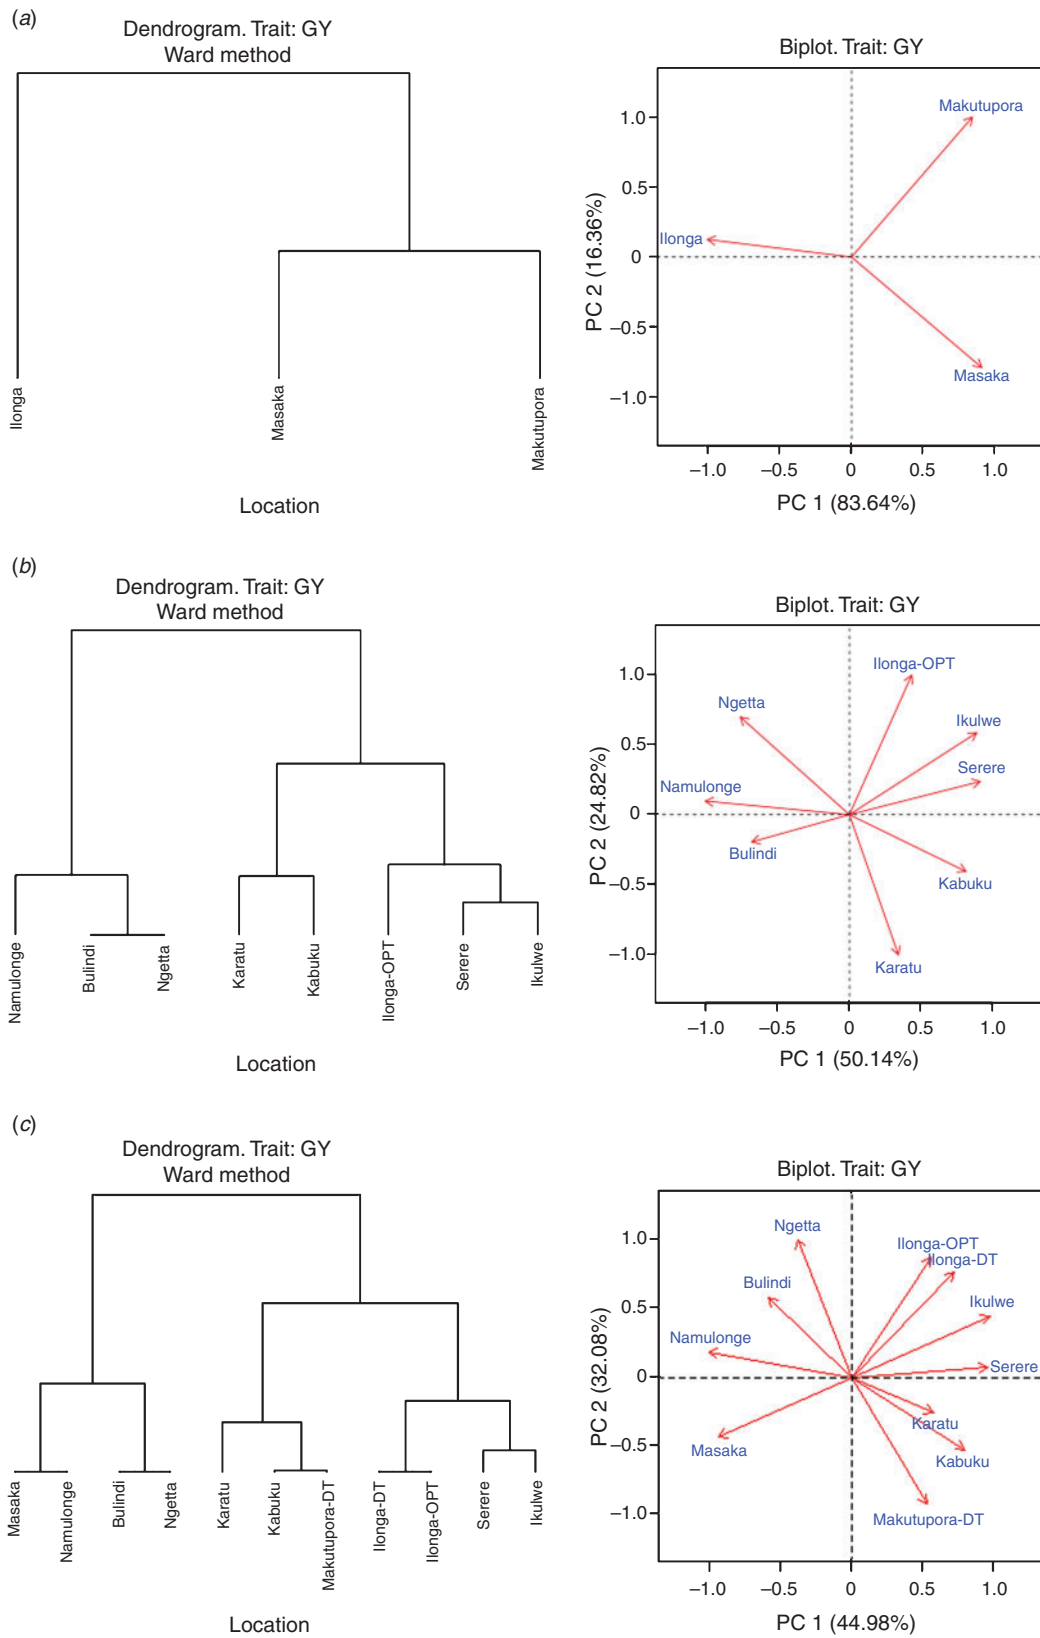 (a)
Dendrogram. Trait: GY
Ward method
Ilonga
Masaka
Makutupora
Location
Biplot. Trait: GY
PC 2 (16.36%)
1.0
0.5
0
–0.5
–1.0
Makutupora
Ilonga
Masaka
–1.0 –0.5 0 0.5 1.0
PC 1 (83.64%)
(b)
Dendrogram. Trait: GY
Ward method
Namulonge
Bulindi
Ngetta
Karatu
Kabuku
Ilonga-OPT
Serere
Ikulwe
Location
Biplot. Trait: GY
PC 2 (24.82%)
1.0
0.5
0
–0.5
–1.0
Ilonga-OPT
Ngetta
Ikulwe
Serere
Namulonge
Bulindi
Kabuku
Karatu
–1.0 –0.5 0 0.5 1.0
PC 1 (50.14%)
(c)
Dendrogram. Trait: GY
Ward method
Masaka
Namulonge
Bulindi
Ngetta
Karatu
Kabuku
Makutupora-DT
Ilonga-DT
Ilonga-OPT
Serere
Ikulwe
Location
Biplot. Trait: GY
PC 2 (32.08%)
1.0
0.5
0
–0.5
–1.0
Ngetta
Ilonga-OPT
Ilonga-DT
Bulindi
Ikulwe
Namulonge
Serere
Karatu
Masaka
Kabuku
Makutupora-DT
–1.0 –0.5 0 0.5 1.0
PC 1 (44.98%)